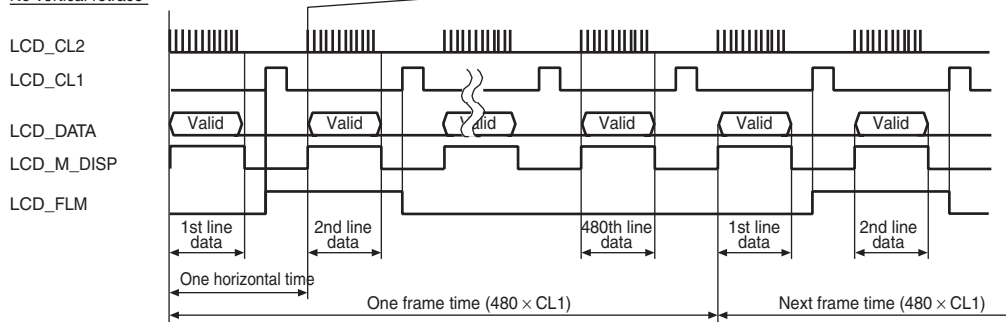 No vertical retrace
LCD_CL2
LCD_CL1
LCD_DATA
Valid
Valid
Valid
Valid
Valid
Valid
LCD_M_DISP
LCD_FLM
1st line
data
2nd line
data
480th line
data
1st line
data
2nd line
data
One horizontal time
One frame time (480 × CL1)
Next frame time (480 × CL1)